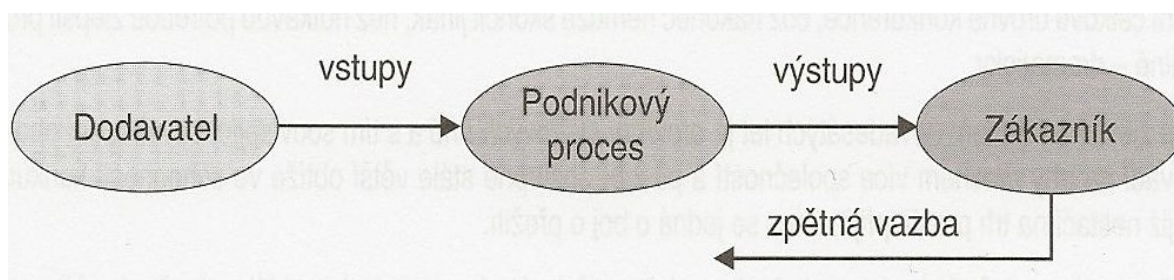 vstupy
výstupy
Dodavatel
Podnikový
proces
Zákazník
zpětná vazba